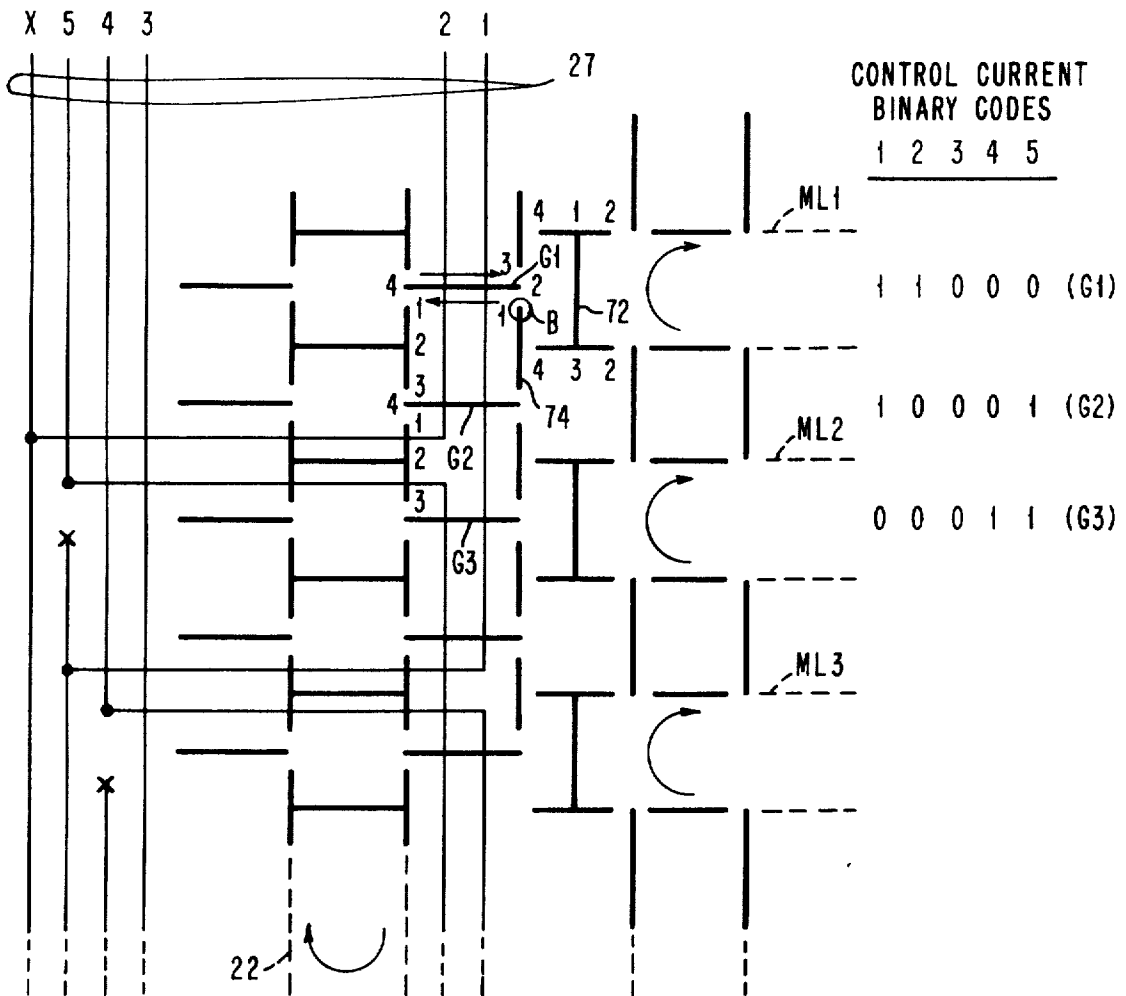 X 5 4 3 2 1
27
CONTROL CURRENT
BINARY CODES
1 2 3 4 5
ML1
4 1 2
3 G1
4 2
1 1 B
72
1 1 0 0 0 (G1)
2
4 3 2
3
4
74
1 0 0 0 1 (G2)
1
ML2
2 G2
3
0 0 0 1 1 (G3)
G3
ML3
22